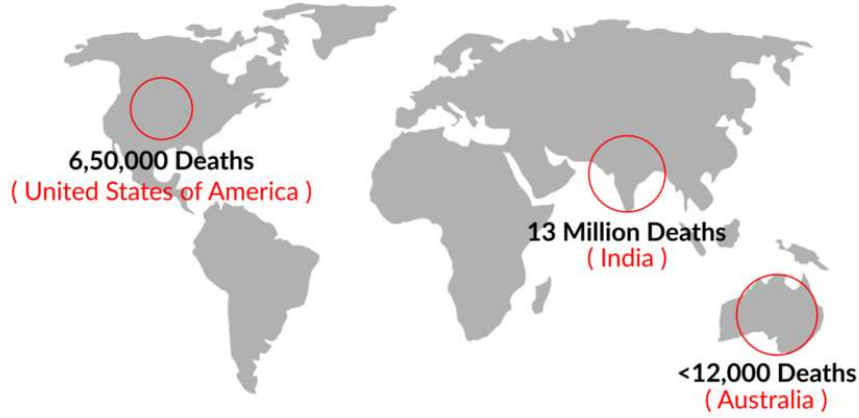 6,50,000 Deaths
( United States of America )
13 Million Deaths
( India )
<12,000 Deaths
( Australia )